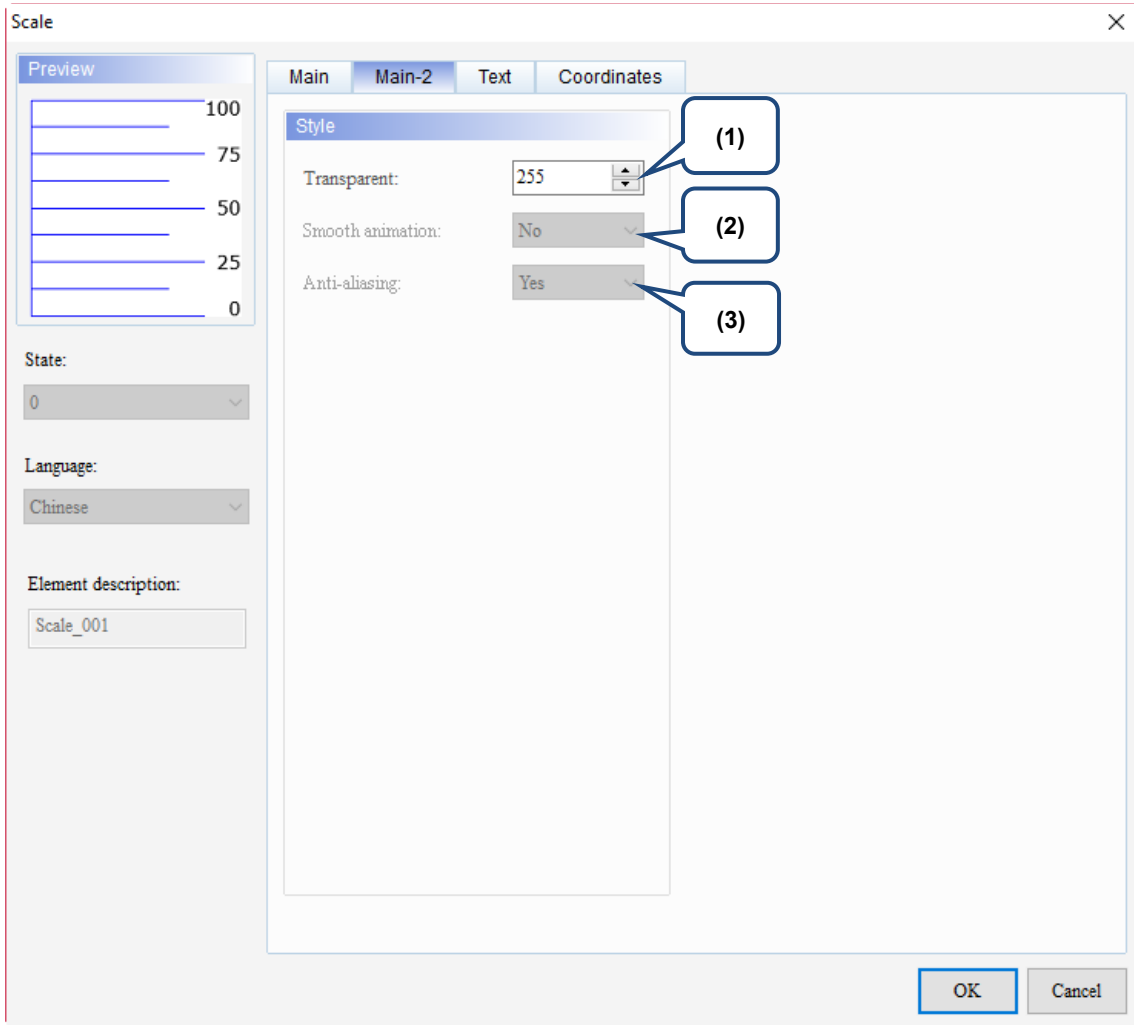 Scale
Preview
100
75
50
25
0
State:
0
Language:
Chinese
Element description:
Scale_001
Main Main-2 Text Coordinates
Style
Transparent: 255
(1)
Smooth animation: No
(2)
Anti-aliasing: Yes
(3)
OK Cancel